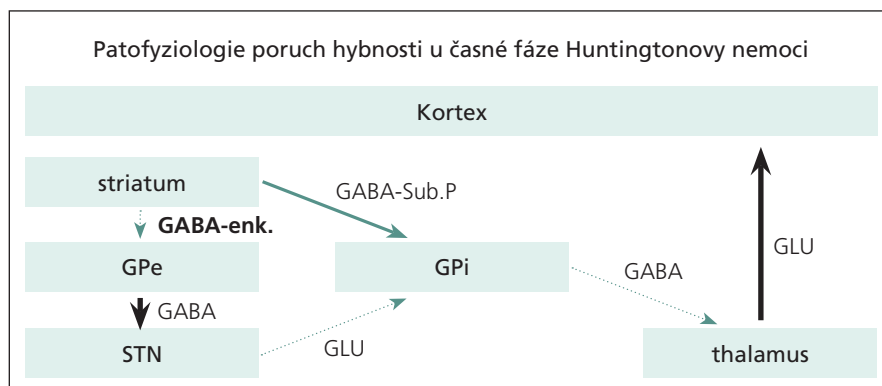 Patofyziologie poruch hybnosti u časné fáze Huntingtonovy nemoci
Kortex
striatum
GABA-Sub.P
GABA-enk.
GPe
GPi
GABA
GLU
GABA
GLU
STN
thalamus